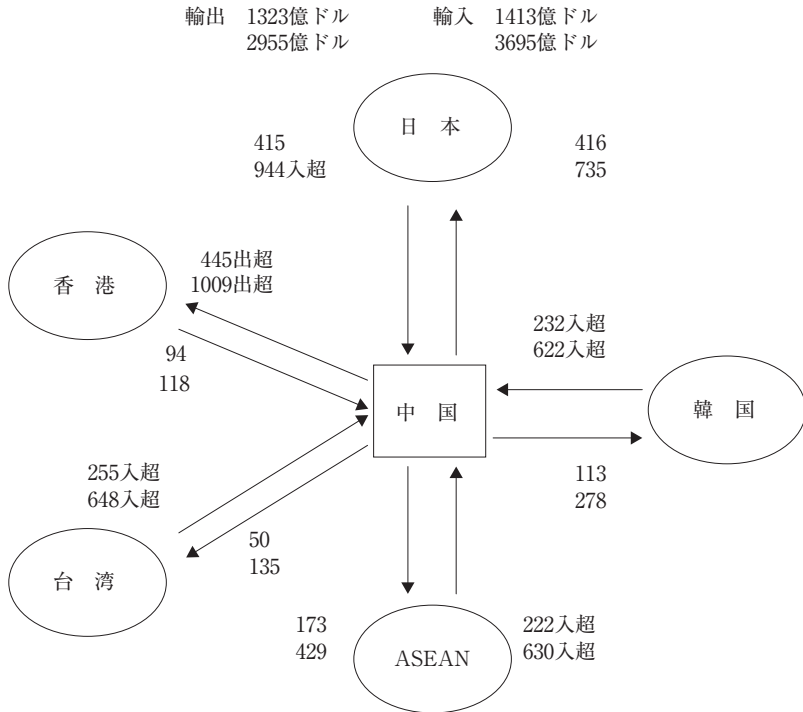 輸出 1323億ドル 輸入 1413億ドル
2955億ドル 3695億ドル
日 本
415
944入超
416
735
香 港
445出超
1009出超
94
118
232入超
622入超
中 国
韓 国
113
278
255入超
648入超
50
135
台 湾
173
429
ASEAN
222入超
630入超